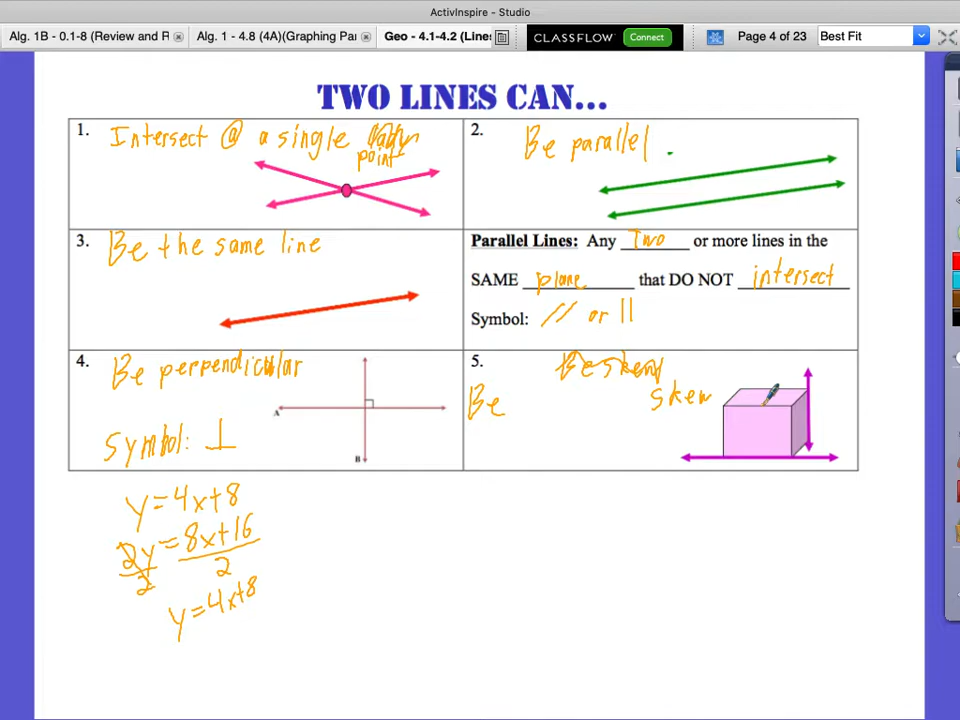 ActivInspire - Studio
Alg. 1B - 0.1-8 (Review and R
Alg. 1 - 4.8 (4A)(Graphing Par
Geo - 4.1-4.2 (Lines
CLASSFLOW Connect
Page 4 of 23
Best Fit
TWO LINES CAN...
1. Intersect @ a single
point
2. Be parallel
3. Be the same line
Parallel Lines: Any Two or more lines in the
SAME plane that DO NOT intersect
Symbol: // or ||
4. Be perpendicular
A
B
Symbol: ⊥
5.
Be skew
y=4x+8
2y = 8x+16
2 2
y=4x+8